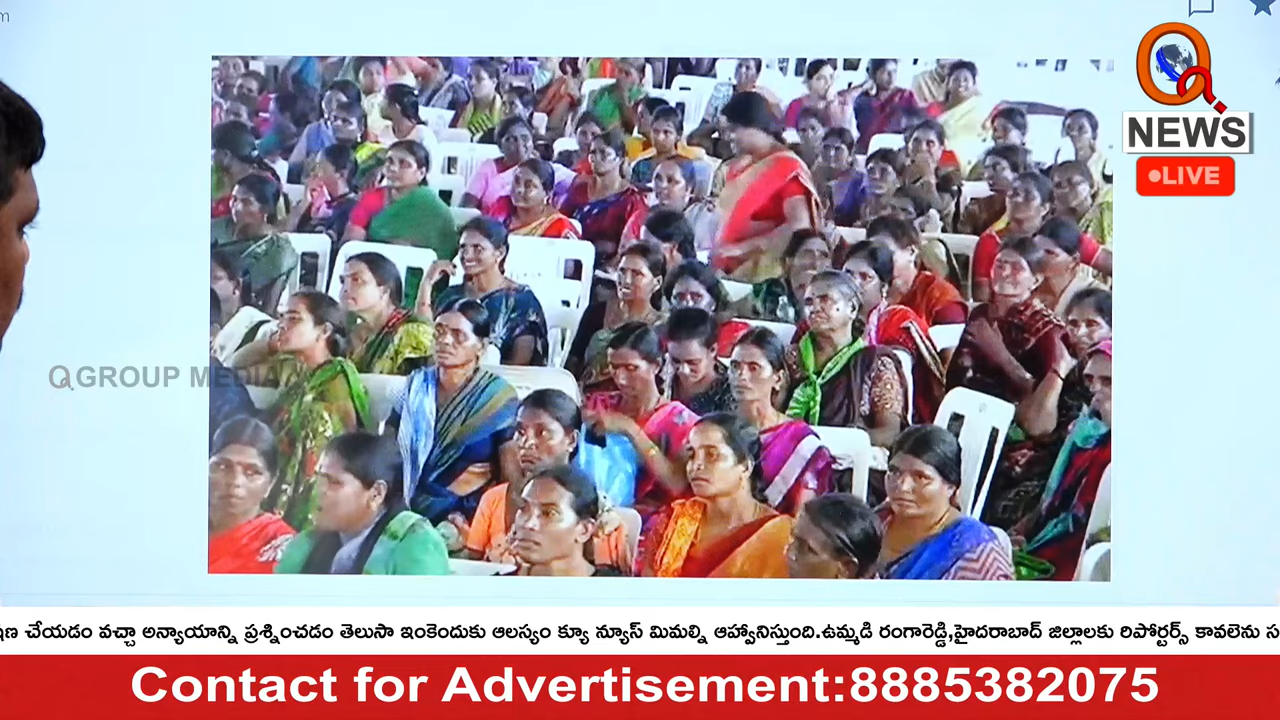 NEWS
LIVE
Q GROUP MEDIA
చేయడం వచ్చా అన్యాయాన్ని ప్రశ్నించడం తెలుసా ఇంకెందుకు ఆలస్యం క్యూ న్యూస్ మిమల్ని ఆహ్వానిస్తుంది.ఉమ్మడి రంగారెడ్డి,హైదరాబాద్ జిల్లాలకు రిపోర్టర్స్ కావలెను
Contact for Advertisement:8885382075